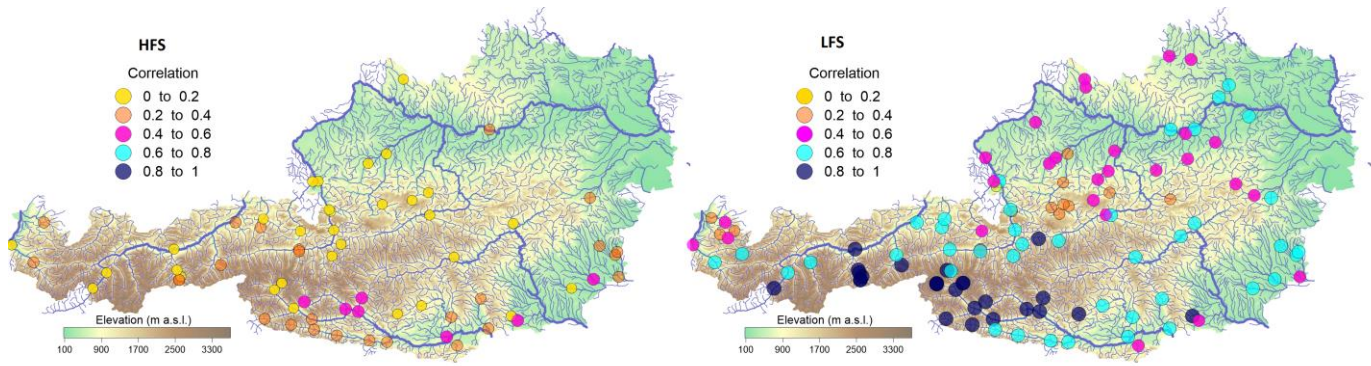 HFS
Correlation
0 to 0.2
0.2 to 0.4
0.4 to 0.6
0.6 to 0.8
0.8 to 1
Elevation (m a.s.l.)
100 900 1700 2500 3300
LFS
Correlation
0 to 0.2
0.2 to 0.4
0.4 to 0.6
0.6 to 0.8
0.8 to 1
Elevation (m a.s.l.)
100 900 1700 2500 3300